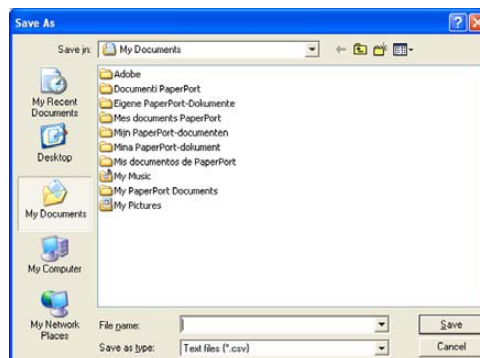 Save As
Save in: My Documents
My Recent
Documents
Desktop
My Documents
My Computer
My Network
Places
Adobe
Documenti PaperPort
Eigene PaperPort-Dokumente
Mes documents PaperPort
Mijn PaperPort-documenten
Mina PaperPort-dokument
Mis documentos de PaperPort
My Music
My PaperPort Documents
My Pictures
File name:
Save
Save as type: Text files (*.csv)
Cancel